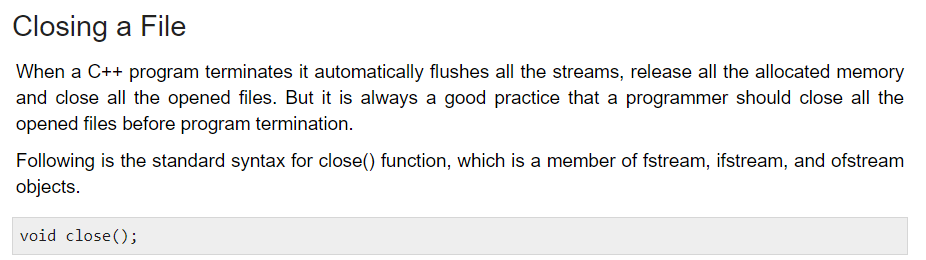 Closing a File
When a C++ program terminates it automatically flushes all the streams, release all the allocated memory
and close all the opened files. But it is always a good practice that a programmer should close all the
opened files before program termination.
Following is the standard syntax for close() function, which is a member of fstream, ifstream, and ofstream
objects.
void close();